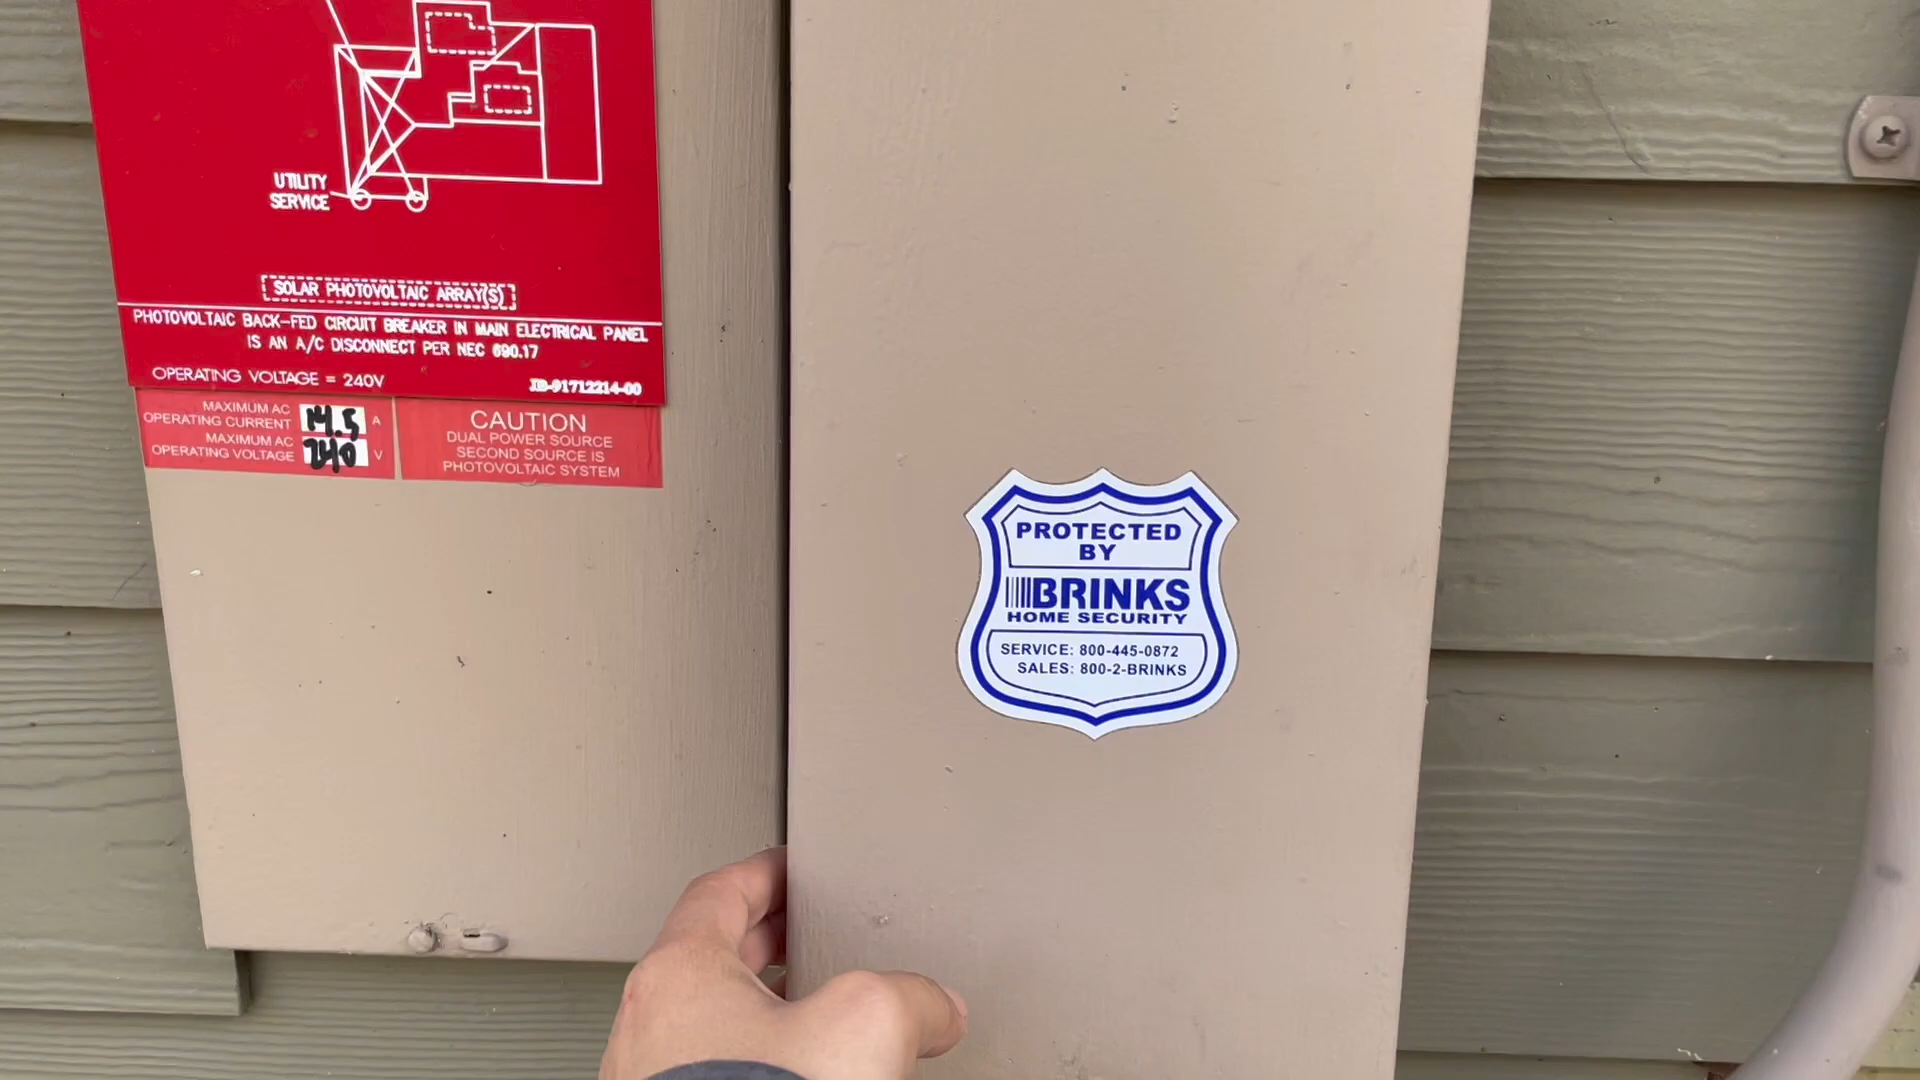 UTILITY
SERVICE
SOLAR PHOTOVOLTAIC ARRAY(S)
PHOTOVOLTAIC BACK-FED CIRCUIT BREAKER IN MAIN ELECTRICAL PANEL
IS AN A/C DISCONNECT PER NEC 690.17
OPERATING VOLTAGE = 240V
JB-91712214-00
MAXIMUM AC
OPERATING CURRENT 14.5 A
MAXIMUM AC
OPERATING VOLTAGE 240 V
CAUTION
DUAL POWER SOURCE
SECOND SOURCE IS
PHOTOVOLTAIC SYSTEM
PROTECTED
BY
BRINKS
HOME SECURITY
SERVICE: 800-445-0872
SALES: 800-2-BRINKS